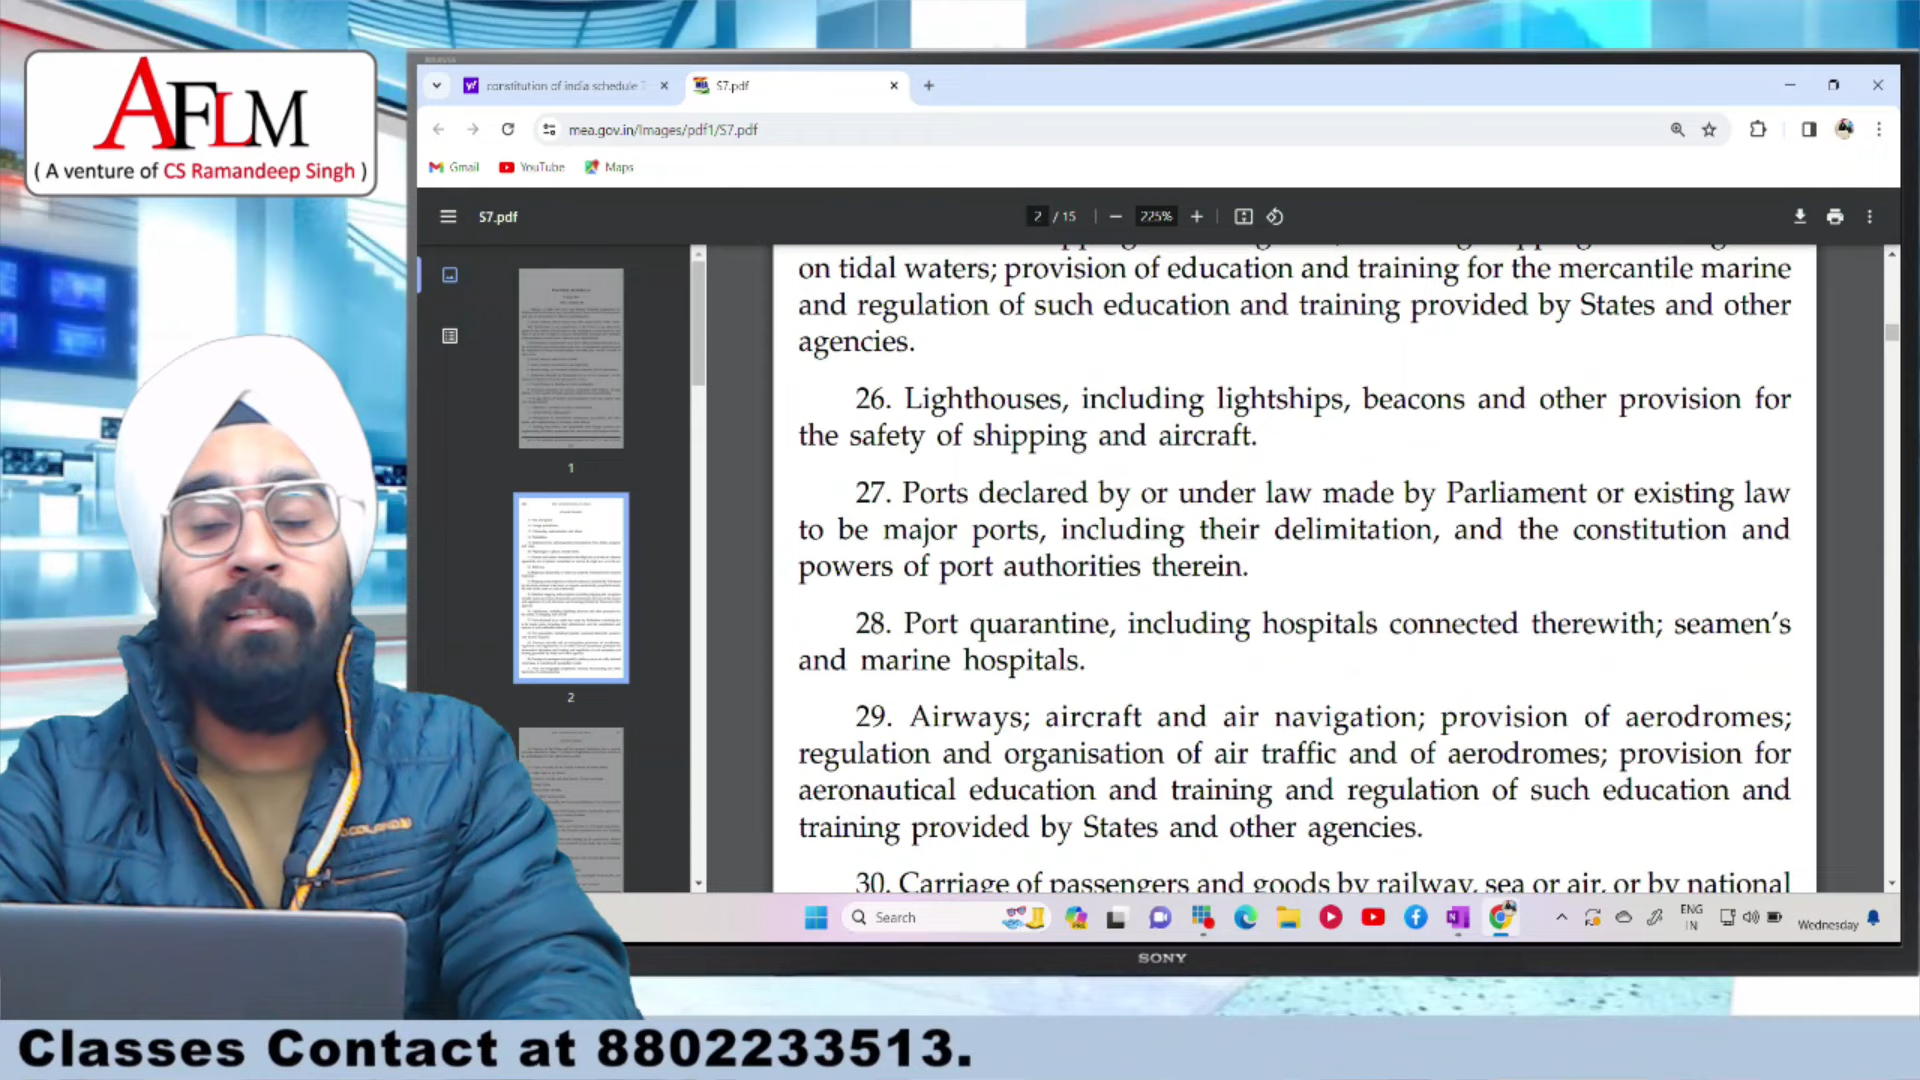 AFLM
( A venture of CS Ramandeep Singh )
BRAVIA
constitution of india schedule 7
S7.pdf
mea.gov.in/Images/pdf1/S7.pdf
Gmail YouTube Maps
S7.pdf
2 / 15 225%
1
2
on tidal waters; provision of education and training for the mercantile marine
and regulation of such education and training provided by States and other
agencies.
26. Lighthouses, including lightships, beacons and other provision for
the safety of shipping and aircraft.
27. Ports declared by or under law made by Parliament or existing law
to be major ports, including their delimitation, and the constitution and
powers of port authorities therein.
28. Port quarantine, including hospitals connected therewith; seamen's
and marine hospitals.
29. Airways; aircraft and air navigation; provision of aerodromes;
regulation and organisation of air traffic and of aerodromes; provision for
aeronautical education and training and regulation of such education and
training provided by States and other agencies.
30. Carriage of passengers and goods by railway, sea or air, or by national
Search
ENG
IN
Wednesday
SONY
Classes Contact at 8802233513.